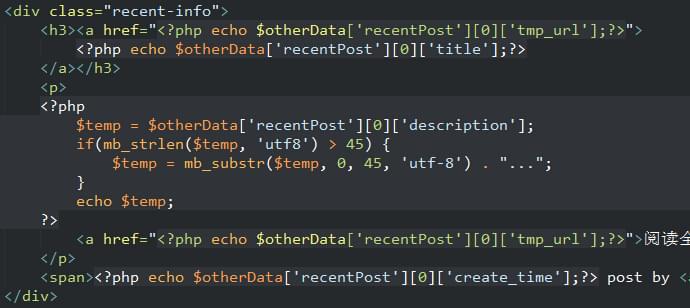 <div class="recent-info">
<h3><a href="<?php echo $otherData['recentPost'][0]['tmp_url'];?>">
<?php echo $otherData['recentPost'][0]['title'];?>
</a></h3>
<p>
<?php
$temp = $otherData['recentPost'][0]['description'];
if(mb_strlen($temp, 'utf8') > 45) {
$temp = mb_substr($temp, 0, 45, 'utf-8') . "...";
}
echo $temp;
?>
<a href="<?php echo $otherData['recentPost'][0]['tmp_url'];?>">阅读全
</p>
<span><?php echo $otherData['recentPost'][0]['create_time'];?> post by <
</div>